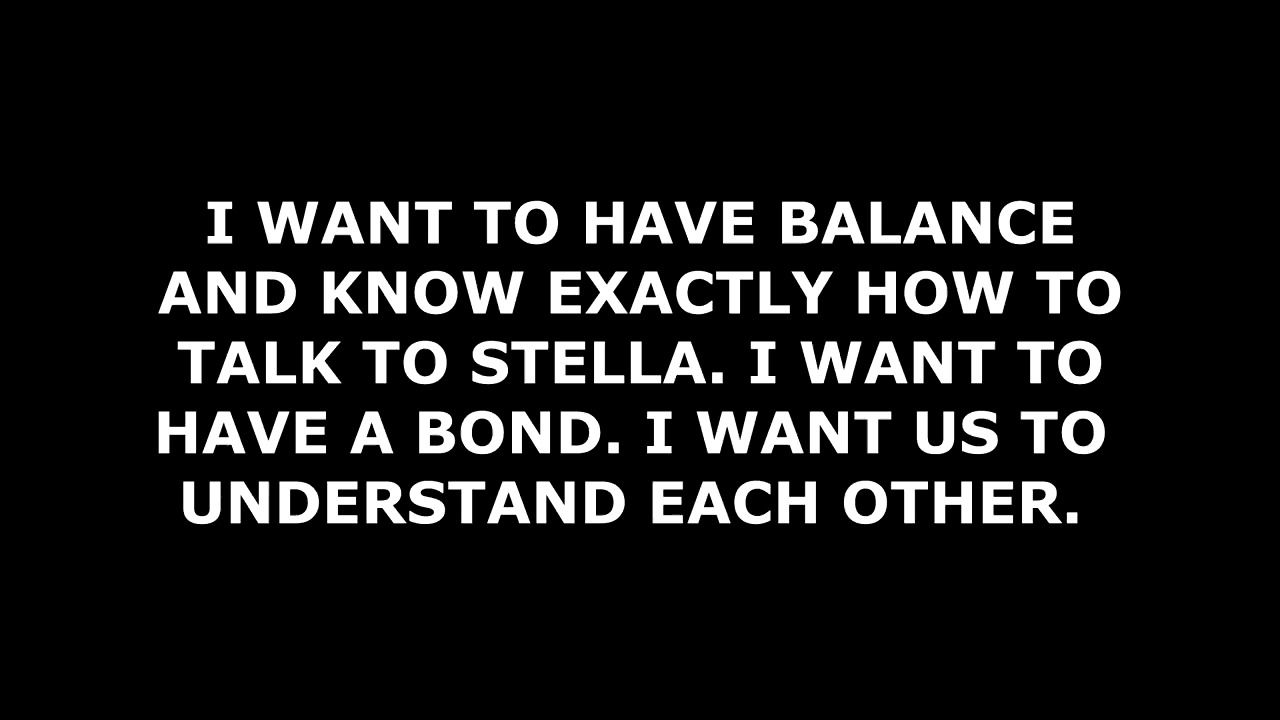 I WANT TO HAVE BALANCE
AND KNOW EXACTLY HOW TO
TALK TO STELLA. I WANT TO
HAVE A BOND. I WANT US TO
UNDERSTAND EACH OTHER.